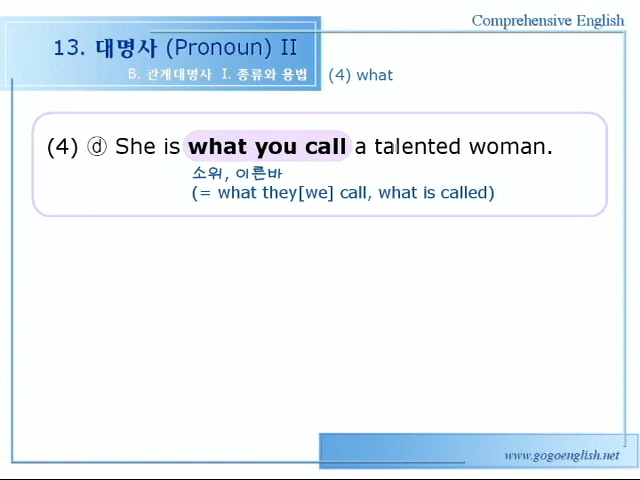 Comprehensive English
13. 대명사 (Pronoun) II
B. 관계대명사 I. 종류와 용법
(4) what
(4) ⓓ She is what you call a talented woman.
소위, 이른바
(= what they[we] call, what is called)
www.gogoenglish.net